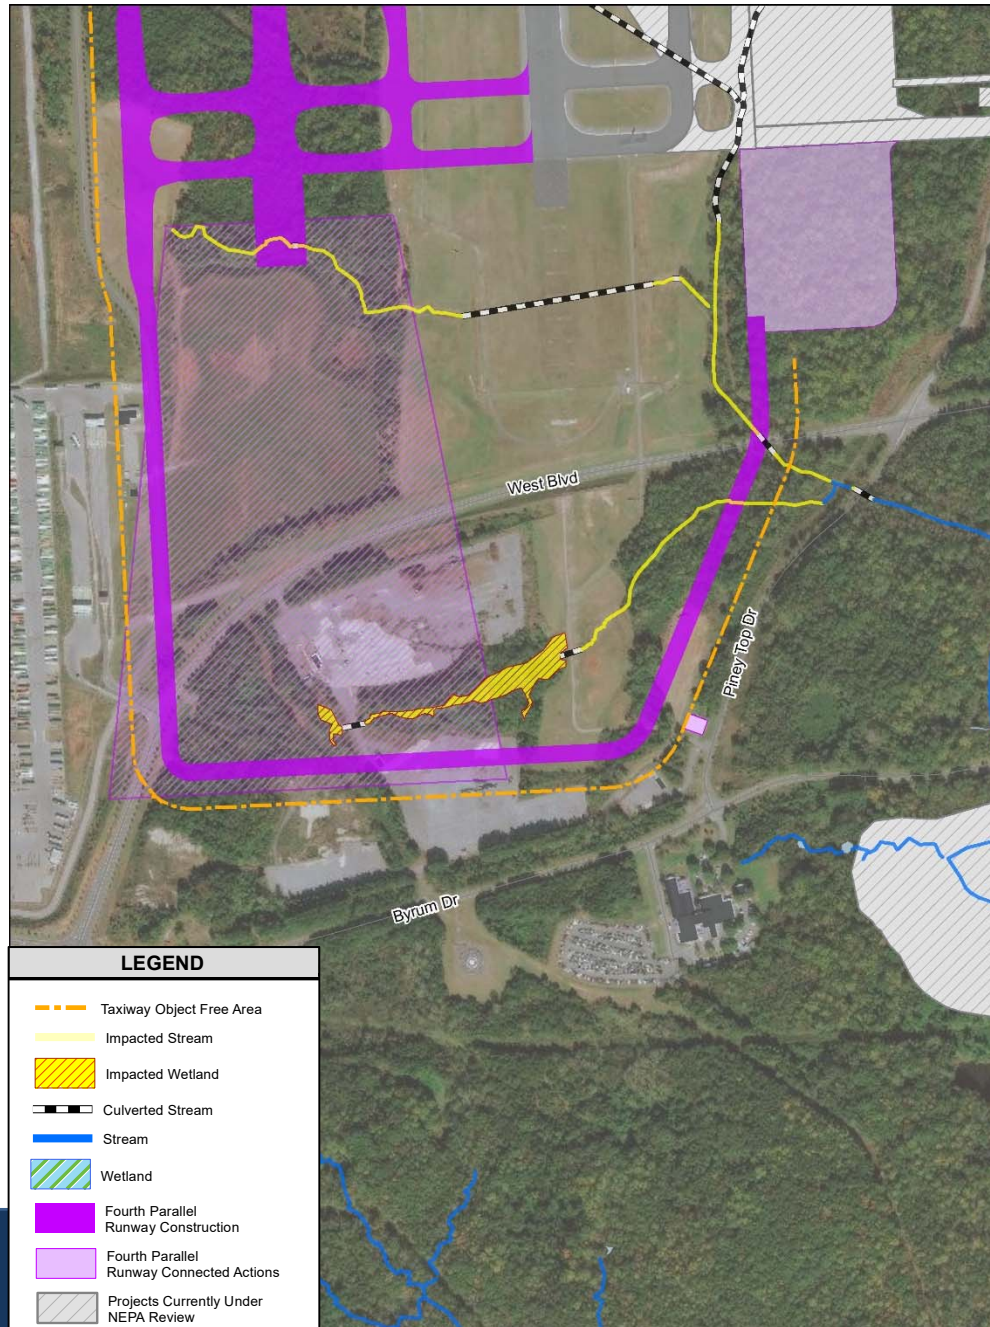 West Blvd
Piney Top Dr
Byrum Dr
LEGEND
Taxiway Object Free Area
Impacted Stream
Impacted Wetland
Culverted Stream
Stream
Wetland
Fourth Parallel
Runway Construction
Fourth Parallel
Runway Connected Actions
Projects Currently Under
NEPA Review